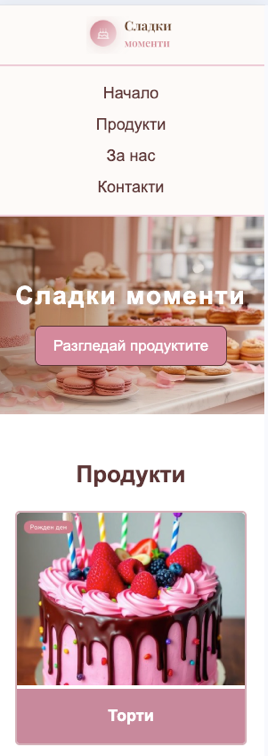 Сладки
моменти
Начало
Продукти
За нас
Контакти
Сладки моменти
Разгледай продуктите
Продукти
Рожден ден
Торти